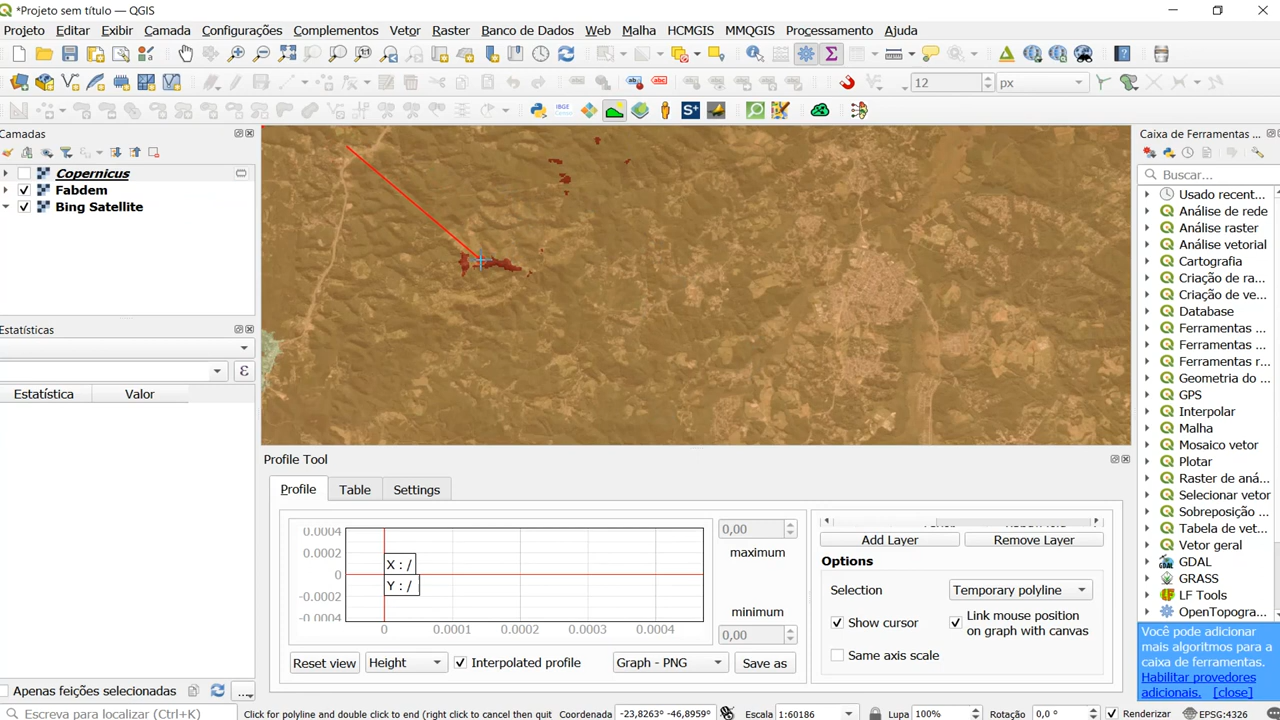 *Projeto sem título — QGIS
Projeto Editar Exibir Camada Configurações Complementos Vetor Raster Banco de Dados Web Malha HCMGIS MMQGIS Processamento Ajuda
12 px
IBGE
S+
Camadas
Copernicus
Fabdem
Bing Satellite
Estatísticas
Estatística Valor
Apenas feições selecionadas
Escreva para localizar (Ctrl+K)
Profile Tool
Profile Table Settings
0.0004
0.0002
0
-0.0002
-0.0004
X : /
Y : /
0 0.0001 0.0002 0.0003 0.0004
0,00
maximum
minimum
0,00
Reset view Height Interpolated profile Graph - PNG Save as
Add Layer Remove Layer
Options
Selection Temporary polyline
Show cursor Link mouse position on graph with canvas
Same axis scale
Caixa de Ferramentas ...
Buscar...
Usado recent...
Análise de rede
Análise raster
Análise vetorial
Cartografia
Criação de ra...
Criação de ve...
Database
Ferramentas ...
Ferramentas ...
Ferramentas r...
Geometria do ...
GPS
Interpolar
Malha
Mosaico vetor
Plotar
Raster de aná...
Selecionar vetor
Sobreposição ...
Tabela de vet...
Vetor geral
GDAL
GRASS
LF Tools
OpenTopogra...
Você pode adicionar
mais algoritmos para a
caixa de ferramentas.
Habilitar provedores
adicionais. [close]
Click for polyline and double click to end (right click to cancel then quit Coordenada -23,8263° -46,8959° Escala 1:60186 Lupa 100% Rotação 0,0 ° Renderizar EPSG:4326